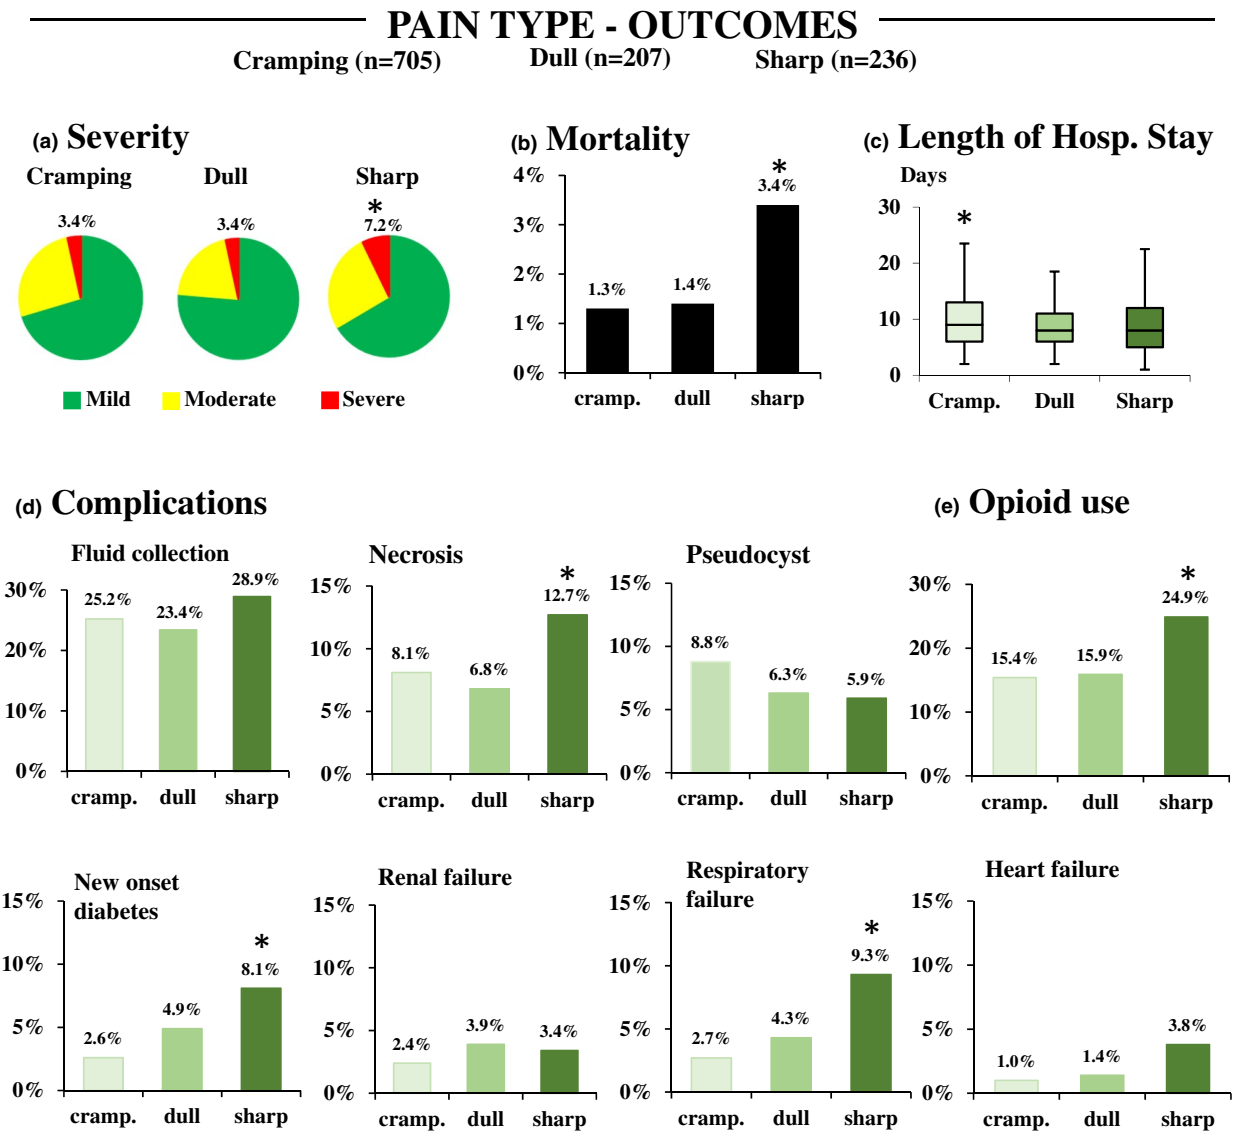 PAIN TYPE - OUTCOMES
Cramping (n=705) Dull (n=207) Sharp (n=236)
(a) Severity
Cramping Dull Sharp
*
3.4% 3.4% 7.2%
Mild Moderate Severe
(b) Mortality
4%
3%
2%
1%
0%
1.3% 1.4% * 3.4%
cramp. dull sharp
(c) Length of Hosp. Stay
Days
30
20
10
0
*
Cramp. Dull Sharp
(d) Complications
Fluid collection
30%
20%
10%
0%
25.2% 23.4% 28.9%
cramp. dull sharp
Necrosis
15%
10%
5%
0%
8.1% 6.8% * 12.7%
cramp. dull sharp
Pseudocyst
15%
10%
5%
0%
8.8% 6.3% 5.9%
cramp. dull sharp
(e) Opioid use
30%
20%
10%
0%
15.4% 15.9% * 24.9%
cramp. dull sharp
New onset
diabetes
15%
10%
5%
0%
2.6% 4.9% * 8.1%
cramp. dull sharp
Renal failure
15%
10%
5%
0%
2.4% 3.9% 3.4%
cramp. dull sharp
Respiratory
failure
15%
10%
5%
0%
2.7% 4.3% * 9.3%
cramp. dull sharp
Heart failure
15%
10%
5%
0%
1.0% 1.4% 3.8%
cramp. dull sharp